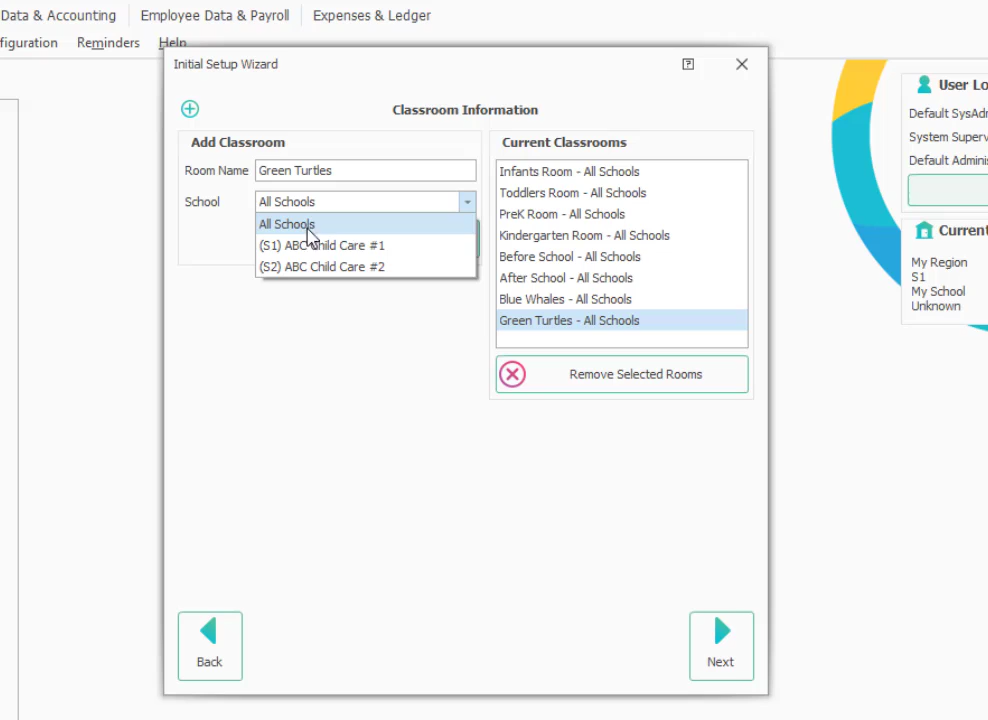 Data & Accounting
Employee Data & Payroll
Expenses & Ledger
figuration
Reminders
Help
Initial Setup Wizard
Classroom Information
Add Classroom
Room Name
Green Turtles
School
All Schools
All Schools
(S1) ABC Child Care #1
(S2) ABC Child Care #2
Current Classrooms
Infants Room - All Schools
Toddlers Room - All Schools
PreK Room - All Schools
Kindergarten Room - All Schools
Before School - All Schools
After School - All Schools
Blue Whales - All Schools
Green Turtles - All Schools
Remove Selected Rooms
Back
Next
User Lo
Default SysAdr
System Superv
Default Adminis
Current
My Region
S1
My School
Unknown